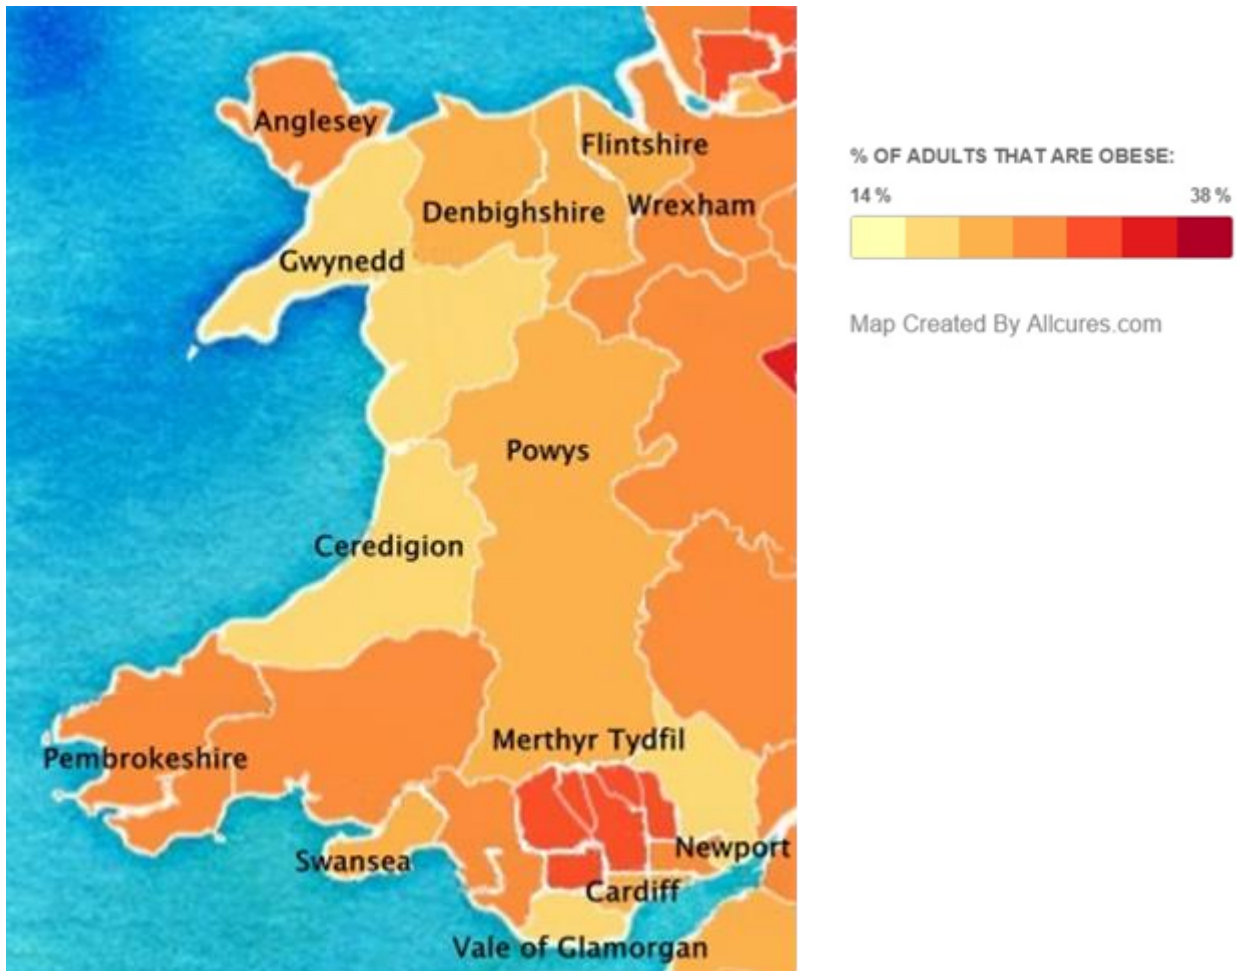 Anglesey
Flintshire
Denbighshire
Wrexham
Gwynedd
Powys
Ceredigion
Merthyr Tydfil
Pembrokeshire
Newport
Swansea
Cardiff
Vale of Glamorgan
% OF ADULTS THAT ARE OBESE:
14 % 38 %
Map Created By Allcures.com